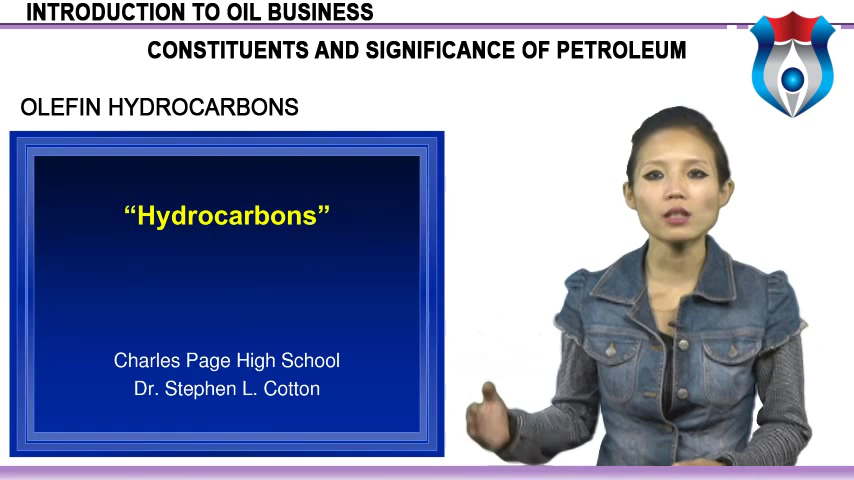 INTRODUCTION TO OIL BUSINESS
CONSTITUENTS AND SIGNIFICANCE OF PETROLEUM
OLEFIN HYDROCARBONS
“Hydrocarbons”
Charles Page High School
Dr. Stephen L. Cotton